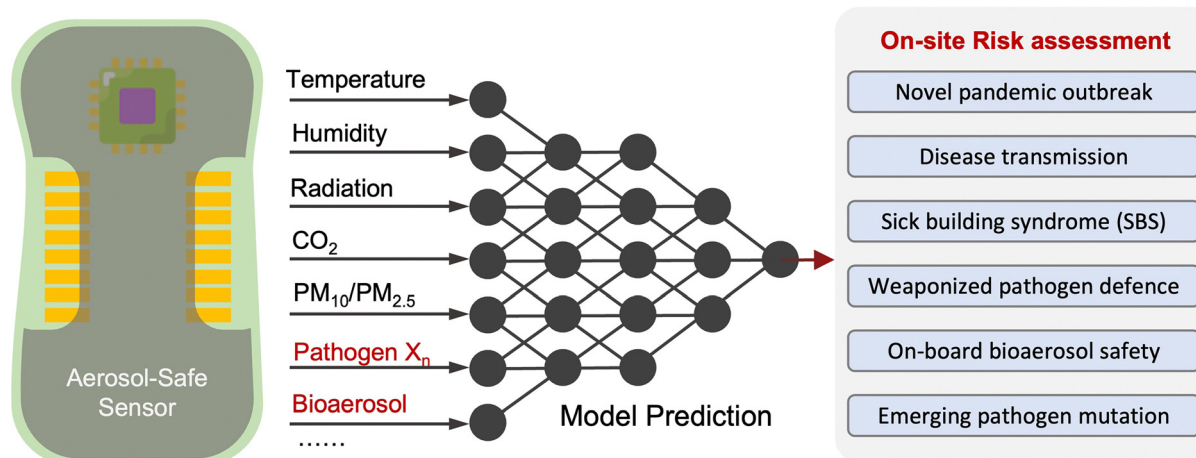 Aerosol-Safe
Sensor
Temperature
Humidity
Radiation
CO₂
PM₁₀/PM₂.₅
Pathogen Xₙ
Bioaerosol
......
Model Prediction
On-site Risk assessment
Novel pandemic outbreak
Disease transmission
Sick building syndrome (SBS)
Weaponized pathogen defence
On-board bioaerosol safety
Emerging pathogen mutation